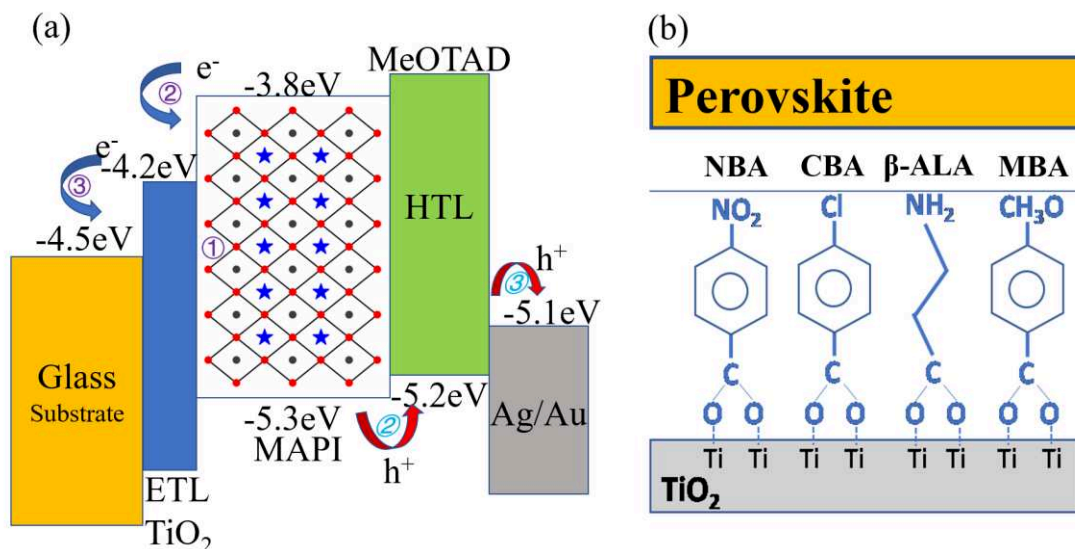 (a)
MeOTAD
e⁻
②
-3.8eV
e⁻
-4.2eV
③
-4.5eV
①
HTL
h⁺
③
-5.1eV
Glass
Substrate
-5.2eV
-5.3eV
Ag/Au
MAPI
②
h⁺
ETL
TiO₂
(b)
Perovskite
NBA CBA β-ALA MBA
NO₂ Cl NH₂ CH₃O
C C C C
O O O O O O O O
Ti Ti Ti Ti Ti Ti Ti Ti
TiO₂